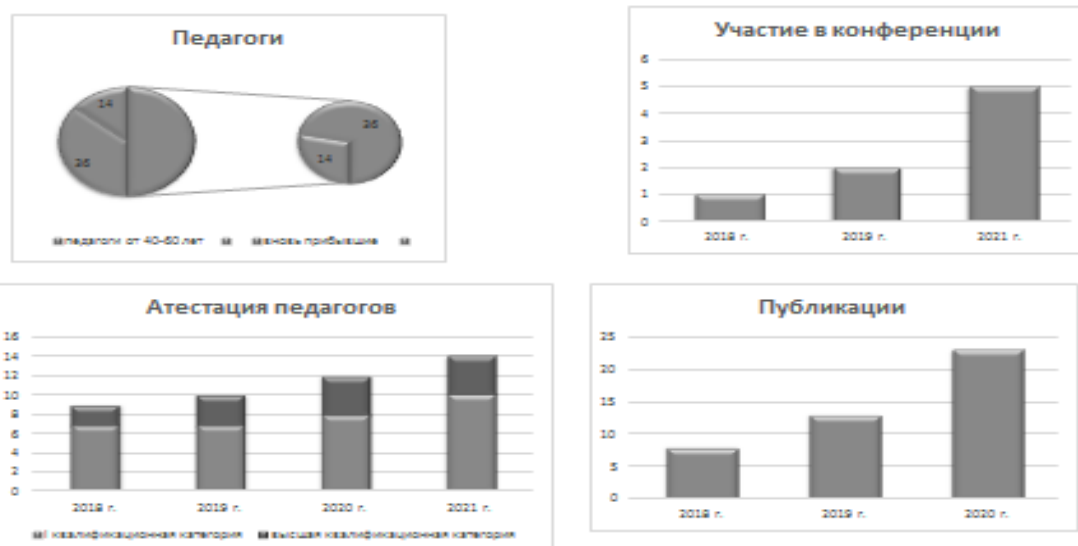 Педагоги
14
36
36
14
педагоги от 40-60 лет
вновь прибывшие
Участие в конференции
6
5
4
3
2
1
0
2018 г. 2019 г. 2021 г.
Атестация педагогов
16
14
12
10
8
6
4
2
0
2018 г. 2019 г. 2020 г. 2021 г.
I квалификационная категория высшая квалификационная категория
Публикации
25
20
15
10
5
0
2018 г. 2019 г. 2020 г.